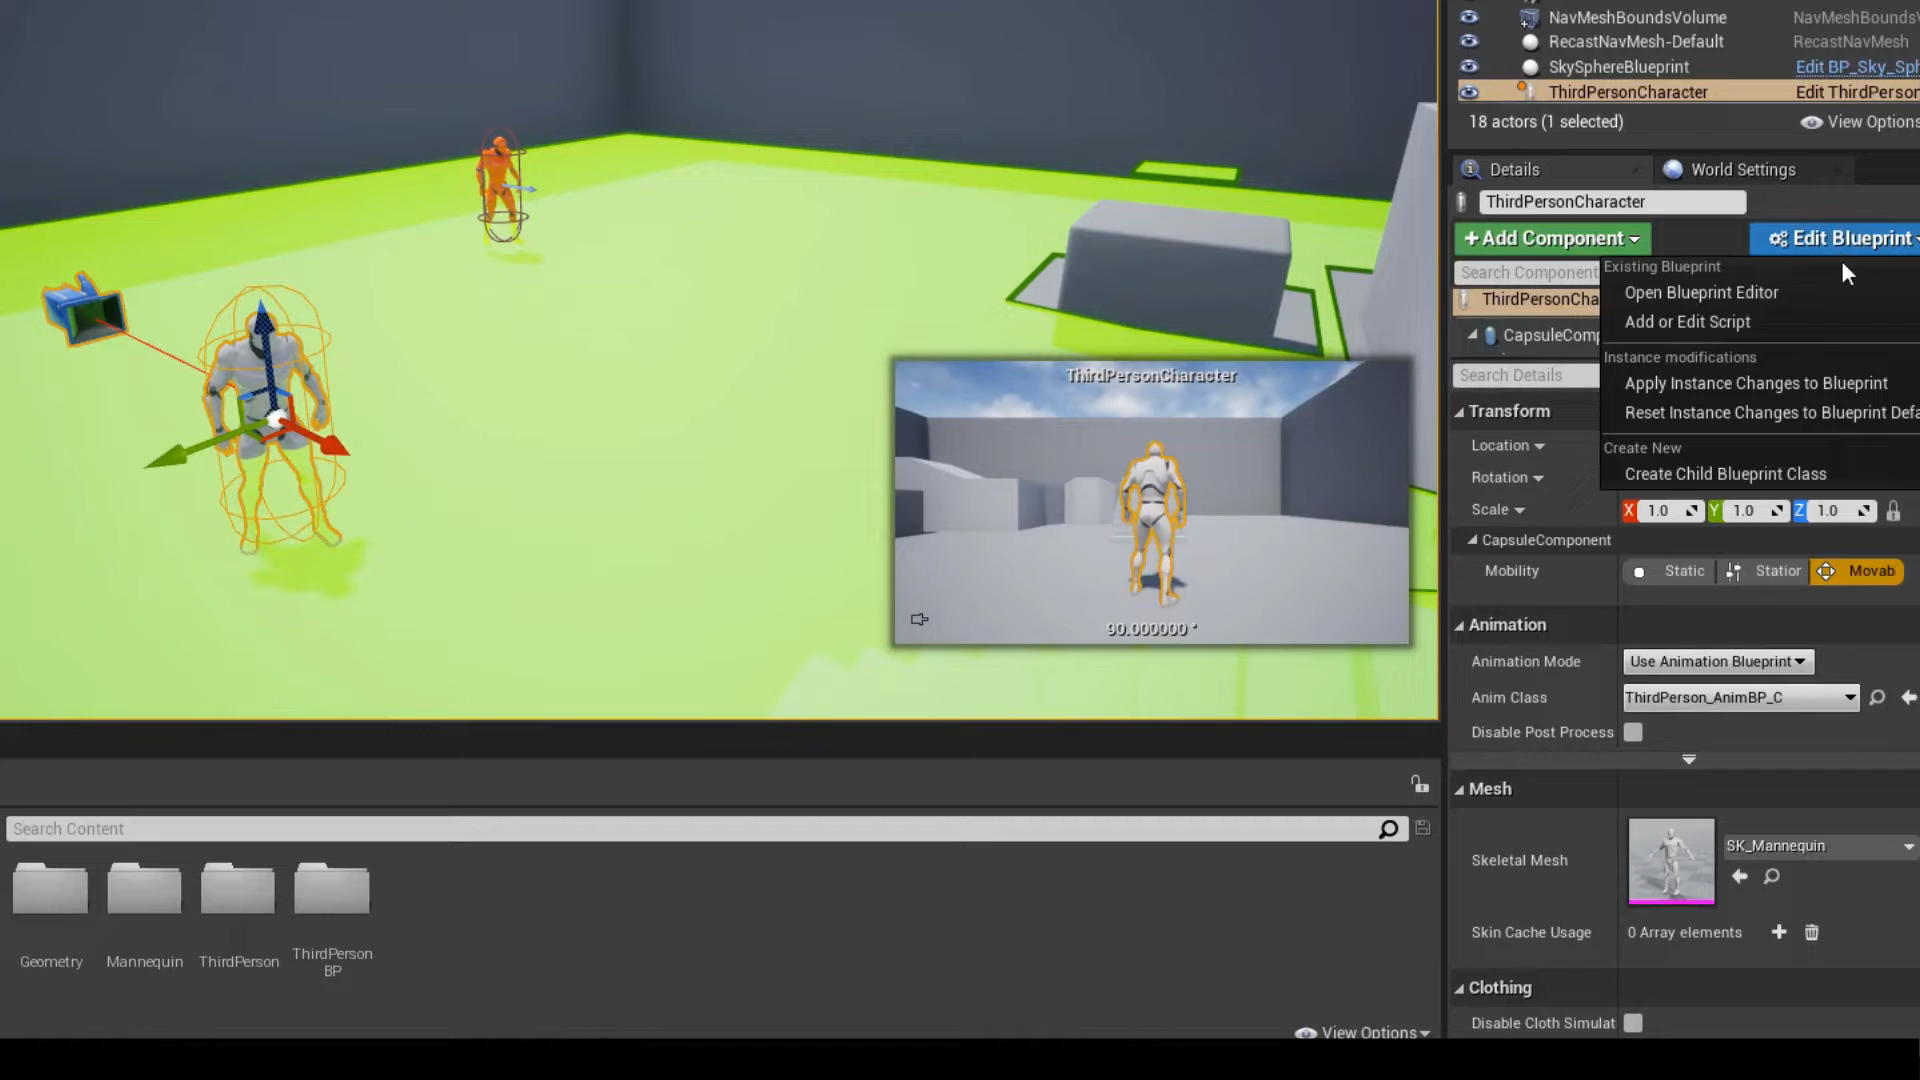 NavMeshBoundsVolume NavMeshBoundsV
RecastNavMesh-Default RecastNavMesh
SkySphereBlueprint Edit BP_Sky_Sph
ThirdPersonCharacter Edit ThirdPerson
18 actors (1 selected) View Options
Details World Settings
ThirdPersonCharacter
+Add Component Edit Blueprint
Search Component Existing Blueprint
ThirdPersonCha Open Blueprint Editor
Add or Edit Script
CapsuleComp
Instance modifications
Search Details Apply Instance Changes to Blueprint
Transform Reset Instance Changes to Blueprint Defa
Location Create New
Rotation Create Child Blueprint Class
Scale X 1.0 Y 1.0 Z 1.0
CapsuleComponent
Mobility Static Station Movab
Animation
Animation Mode Use Animation Blueprint
Anim Class ThirdPerson_AnimBP_C
Disable Post Process
Mesh
Skeletal Mesh SK_Mannequin
Skin Cache Usage 0 Array elements
Clothing
Disable Cloth Simulat
ThirdPersonCharacter
90.000000 °
Search Content
Geometry Mannequin ThirdPerson ThirdPerson
BP
View Options